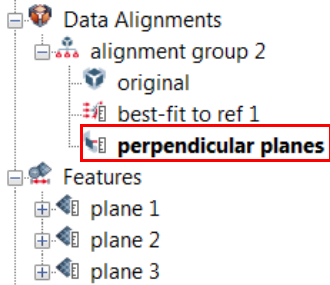 Data Alignments
alignment group 2
original
best-fit to ref 1
perpendicular planes
Features
plane 1
plane 2
plane 3